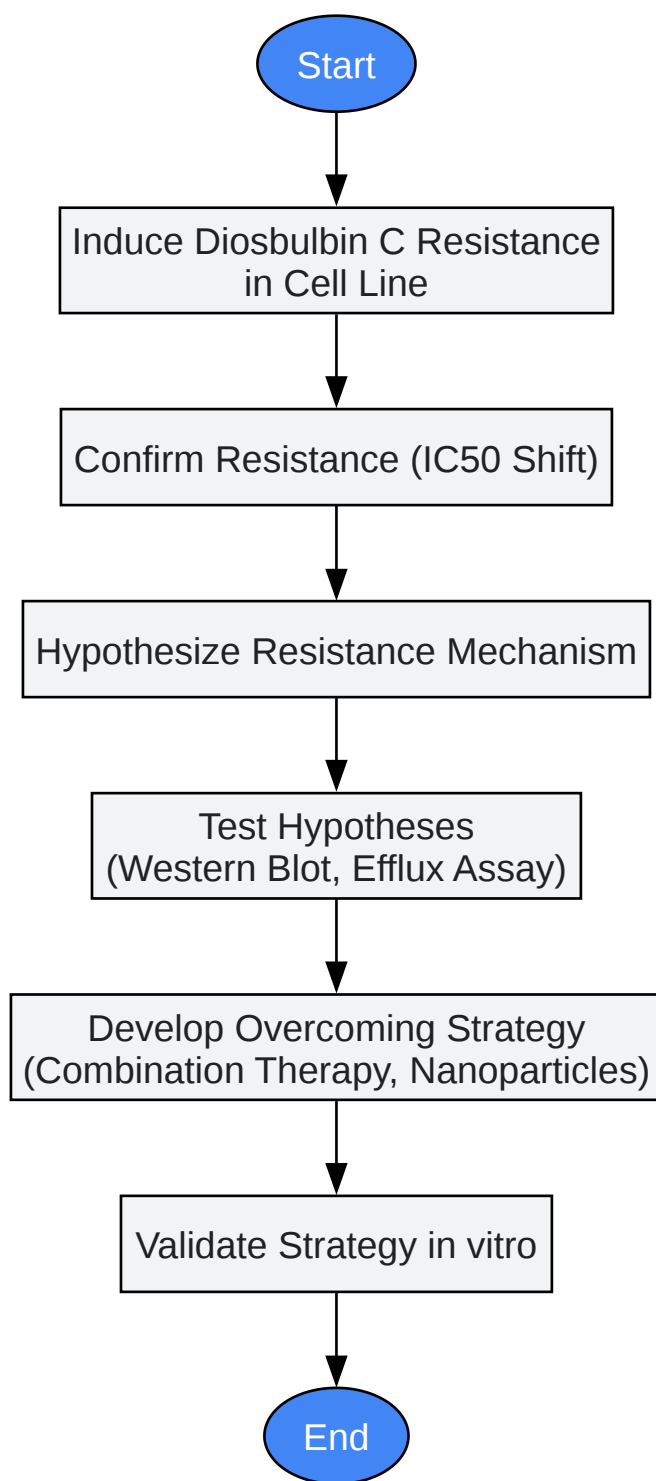 Start
Induce Diosbulbin C Resistance
in Cell Line
Confirm Resistance (IC50 Shift)
Hypothesize Resistance Mechanism
Test Hypotheses
(Western Blot, Efflux Assay)
Develop Overcoming Strategy
(Combination Therapy, Nanoparticles)
Validate Strategy in vitro
End